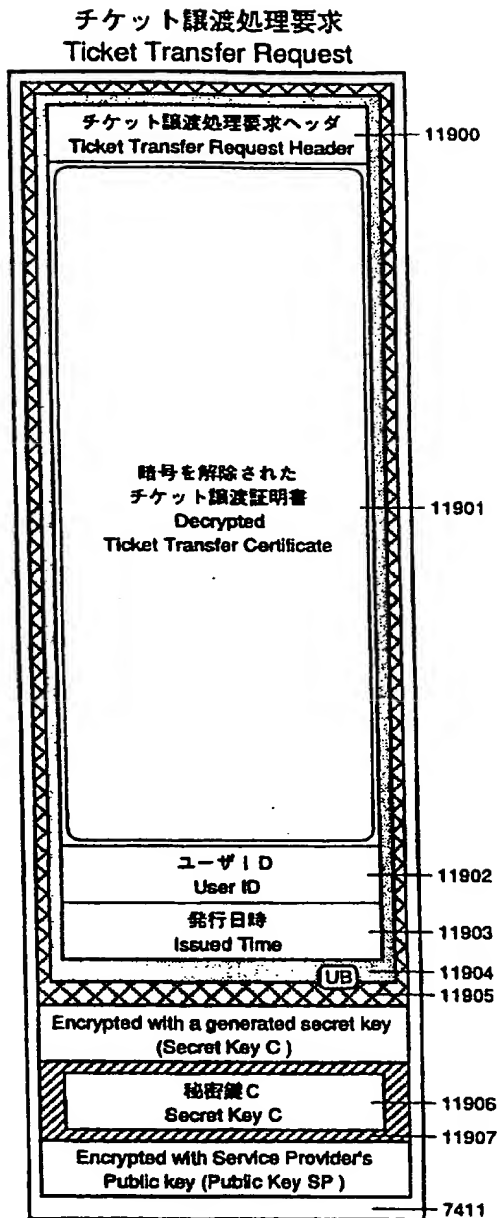 チケット譲渡処理要求
Ticket Transfer Request
チケット譲渡処理要求ヘッダ
Ticket Transfer Request Header
11900
暗号を解除された
チケット譲渡証明書
Decrypted
Ticket Transfer Certificate
11901
ユーザID
User ID
11902
発行日時
Issued Time
11903
11904
UB
11905
Encrypted with a generated secret key
(Secret Key C )
秘密鍵C
Secret Key C
11906
11907
Encrypted with Service Provider's
Public key (Public Key SP )
7411